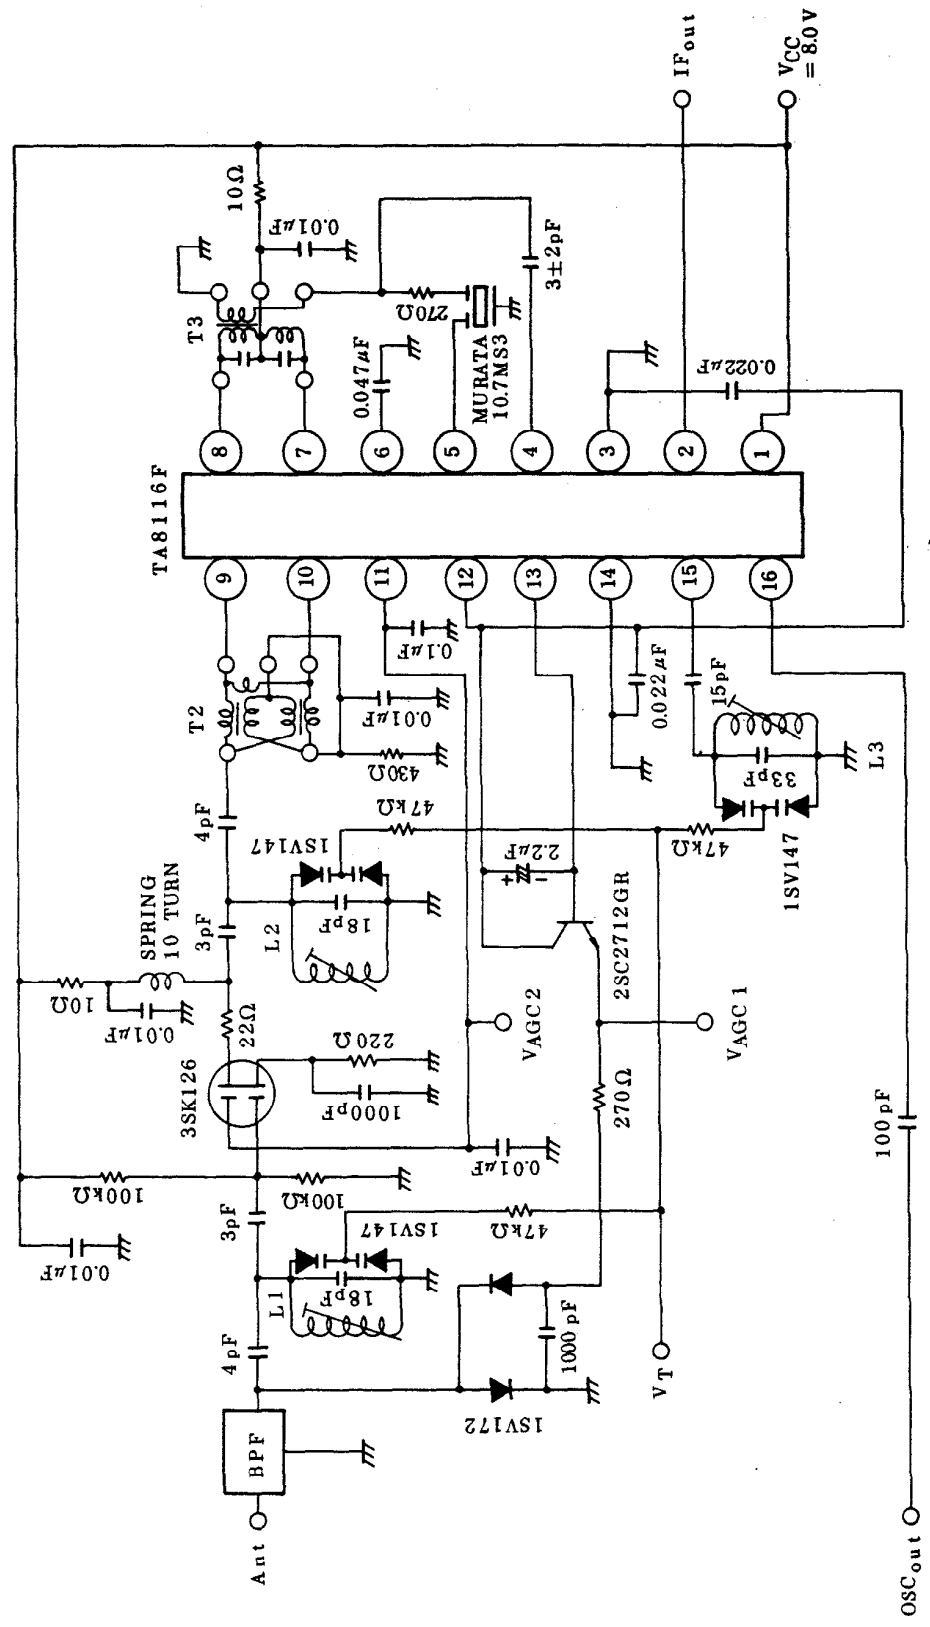 Ant
BPF
4pF
L1
18pF
1SV147
3pF
0.01µF
100kΩ
100kΩ
47kΩ
1SV172
1000pF
VT
3SK126
22Ω
10Ω
0.01µF
SPRING
10 TURN
1000pF
220Ω
0.01µF
VAGC2
VAGC1
270Ω
2SC2712GR
3pF
L2
18pF
1SV147
4pF
47kΩ
2.2µF
+
-
T2
430Ω
0.01µF
0.1µF
0.022µF
15pF
33pF
L3
47kΩ
1SV147
100pF
OSCout
TA8116F
9
10
11
12
13
14
15
16
8
7
6
5
4
3
2
1
T3
10Ω
0.01µF
0.047µF
270Ω
MURATA
10.7MS3
3±2pF
0.022µF
IFout
VCC
=8.0V